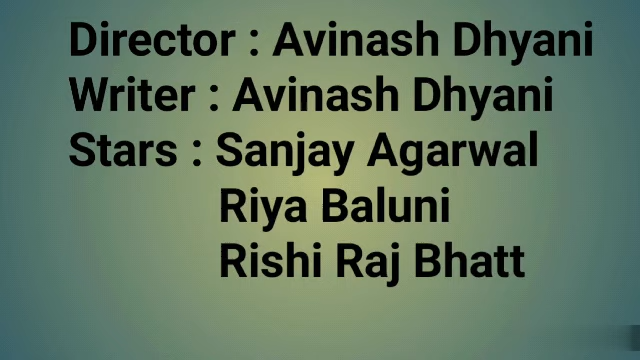 Director : Avinash Dhyani
Writer : Avinash Dhyani
Stars : Sanjay Agarwal
Riya Baluni
Rishi Raj Bhatt